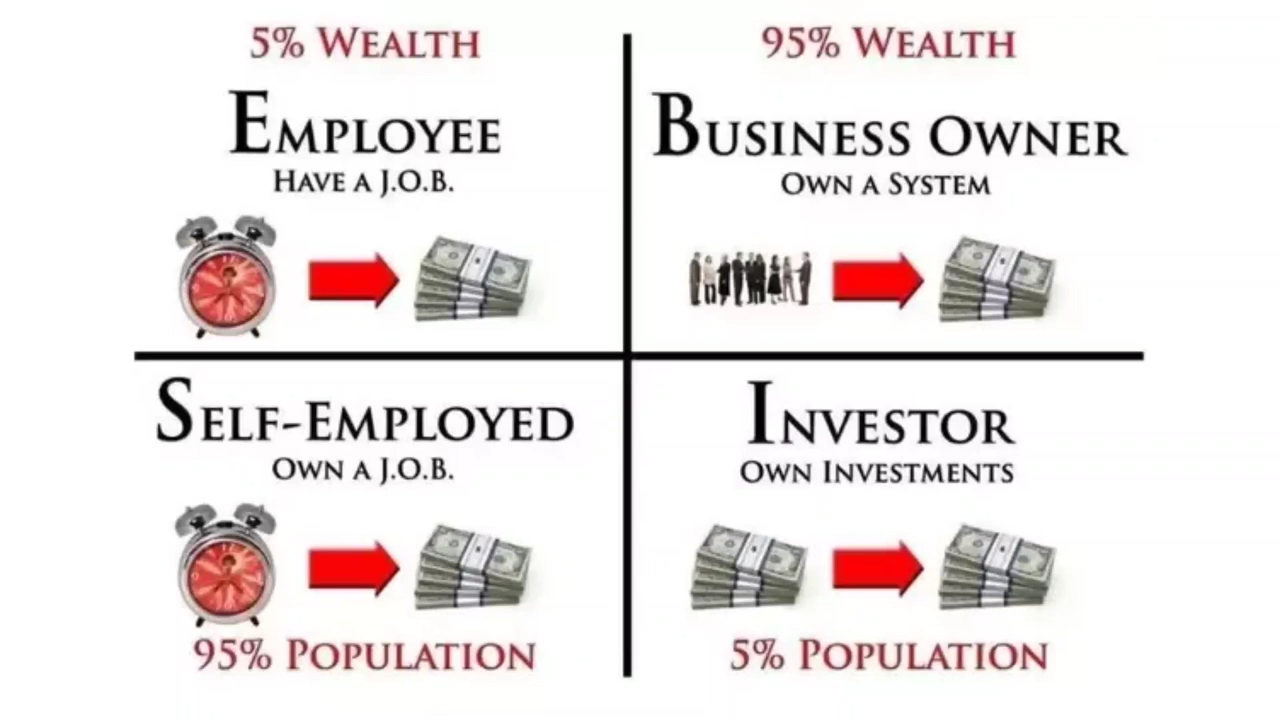 5% WEALTH
95% WEALTH
EMPLOYEE
HAVE A J.O.B.
BUSINESS OWNER
OWN A SYSTEM
SELF-EMPLOYED
OWN A J.O.B.
INVESTOR
OWN INVESTMENTS
95% POPULATION
5% POPULATION